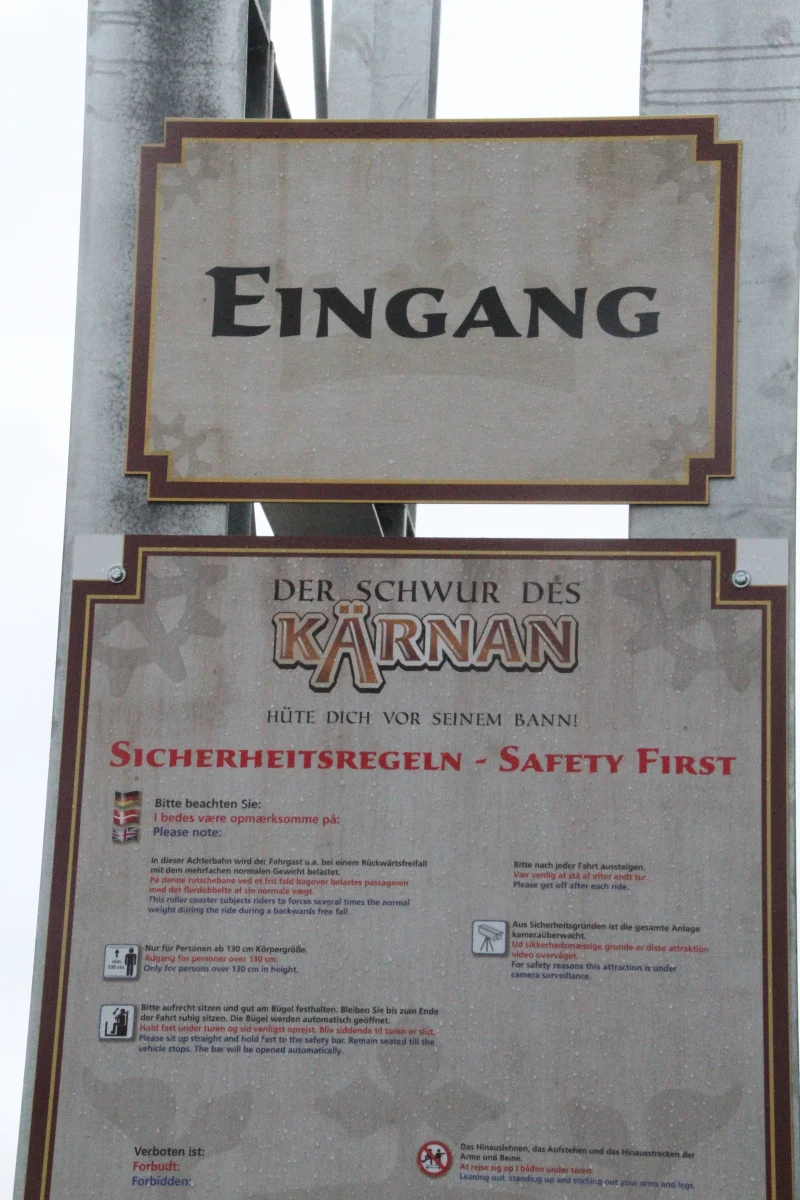 EINGANG
DER SCHWUR DES
KÄRNAN
HÜTE DICH VOR SEINEM BANN!
SICHERHEITSREGELN - SAFETY FIRST
Bitte beachten Sie:
I bedes være opmærksomme på:
Please note:
In dieser Achterbahn wird der Fahrgast u.a. bei einem Rückwärtsfreifall
mit dem mehrfachen normalen Gewicht belastet.
På denne rutschebane ved et frit fald bagover belastes passageren
med des flerdobbelte af sin normale vægt.
This roller coaster subjects riders to forces several times the normal
weight during the ride during a backwards free fall.
Bitte nach jeder Fahrt aussteigen.
Vær venlig at stå af efter endt tur.
Please get off after each ride.
130 cm
Nur für Personen ab 130 cm Körpergröße.
Adgang for personer over 130 cm.
Only for persons over 130 cm in height.
Aus Sicherheitsgründen ist die gesamte Anlage
kameraüberwacht.
Ud sikkerhedsmæssige grunde er disse attraktion
video overvåget.
For safety reasons this attraction is under
camera surveillance.
Bitte aufrecht sitzen und gut am Bügel festhalten. Bleiben Sie bis zum Ende
der Fahrt ruhig sitzen. Die Bügel werden automatisch geöffnet.
Hold fast under turen og sid venligst oprejst. Bliv siddende til turen er slut.
Please sit up straight and hold fast to the safety bar. Remain seated till the
vehicle stops. The bar will be opened automatically.
Verboten ist:
Forbudt:
Forbidden:
Das Hinauslehnen, das Aufstehen und das Hinausstrecken der
Arme und Beine.
At rejse sig op i båden under turen
Leaning out, standing up and sticking out your arms and legs.